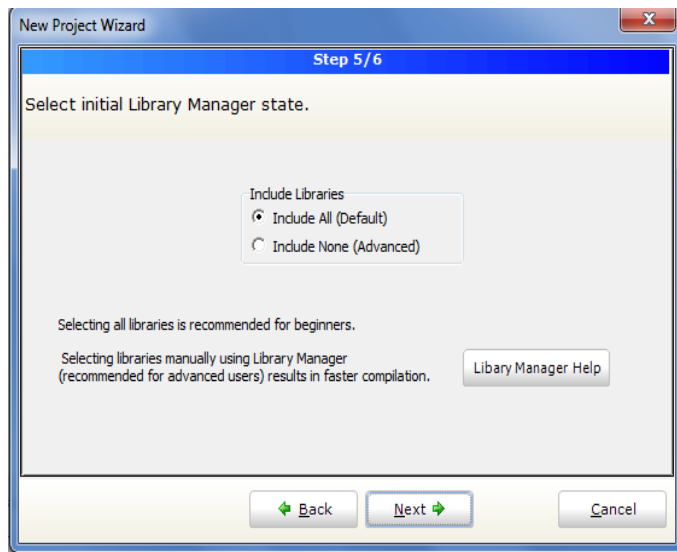 New Project Wizard
X
Step 5/6
Select initial Library Manager state.
Include Libraries
Include All (Default)
Include None (Advanced)
Selecting all libraries is recommended for beginners.
Selecting libraries manually using Library Manager
(recommended for advanced users) results in faster compilation.
Libary Manager Help
Back
Next
Cancel